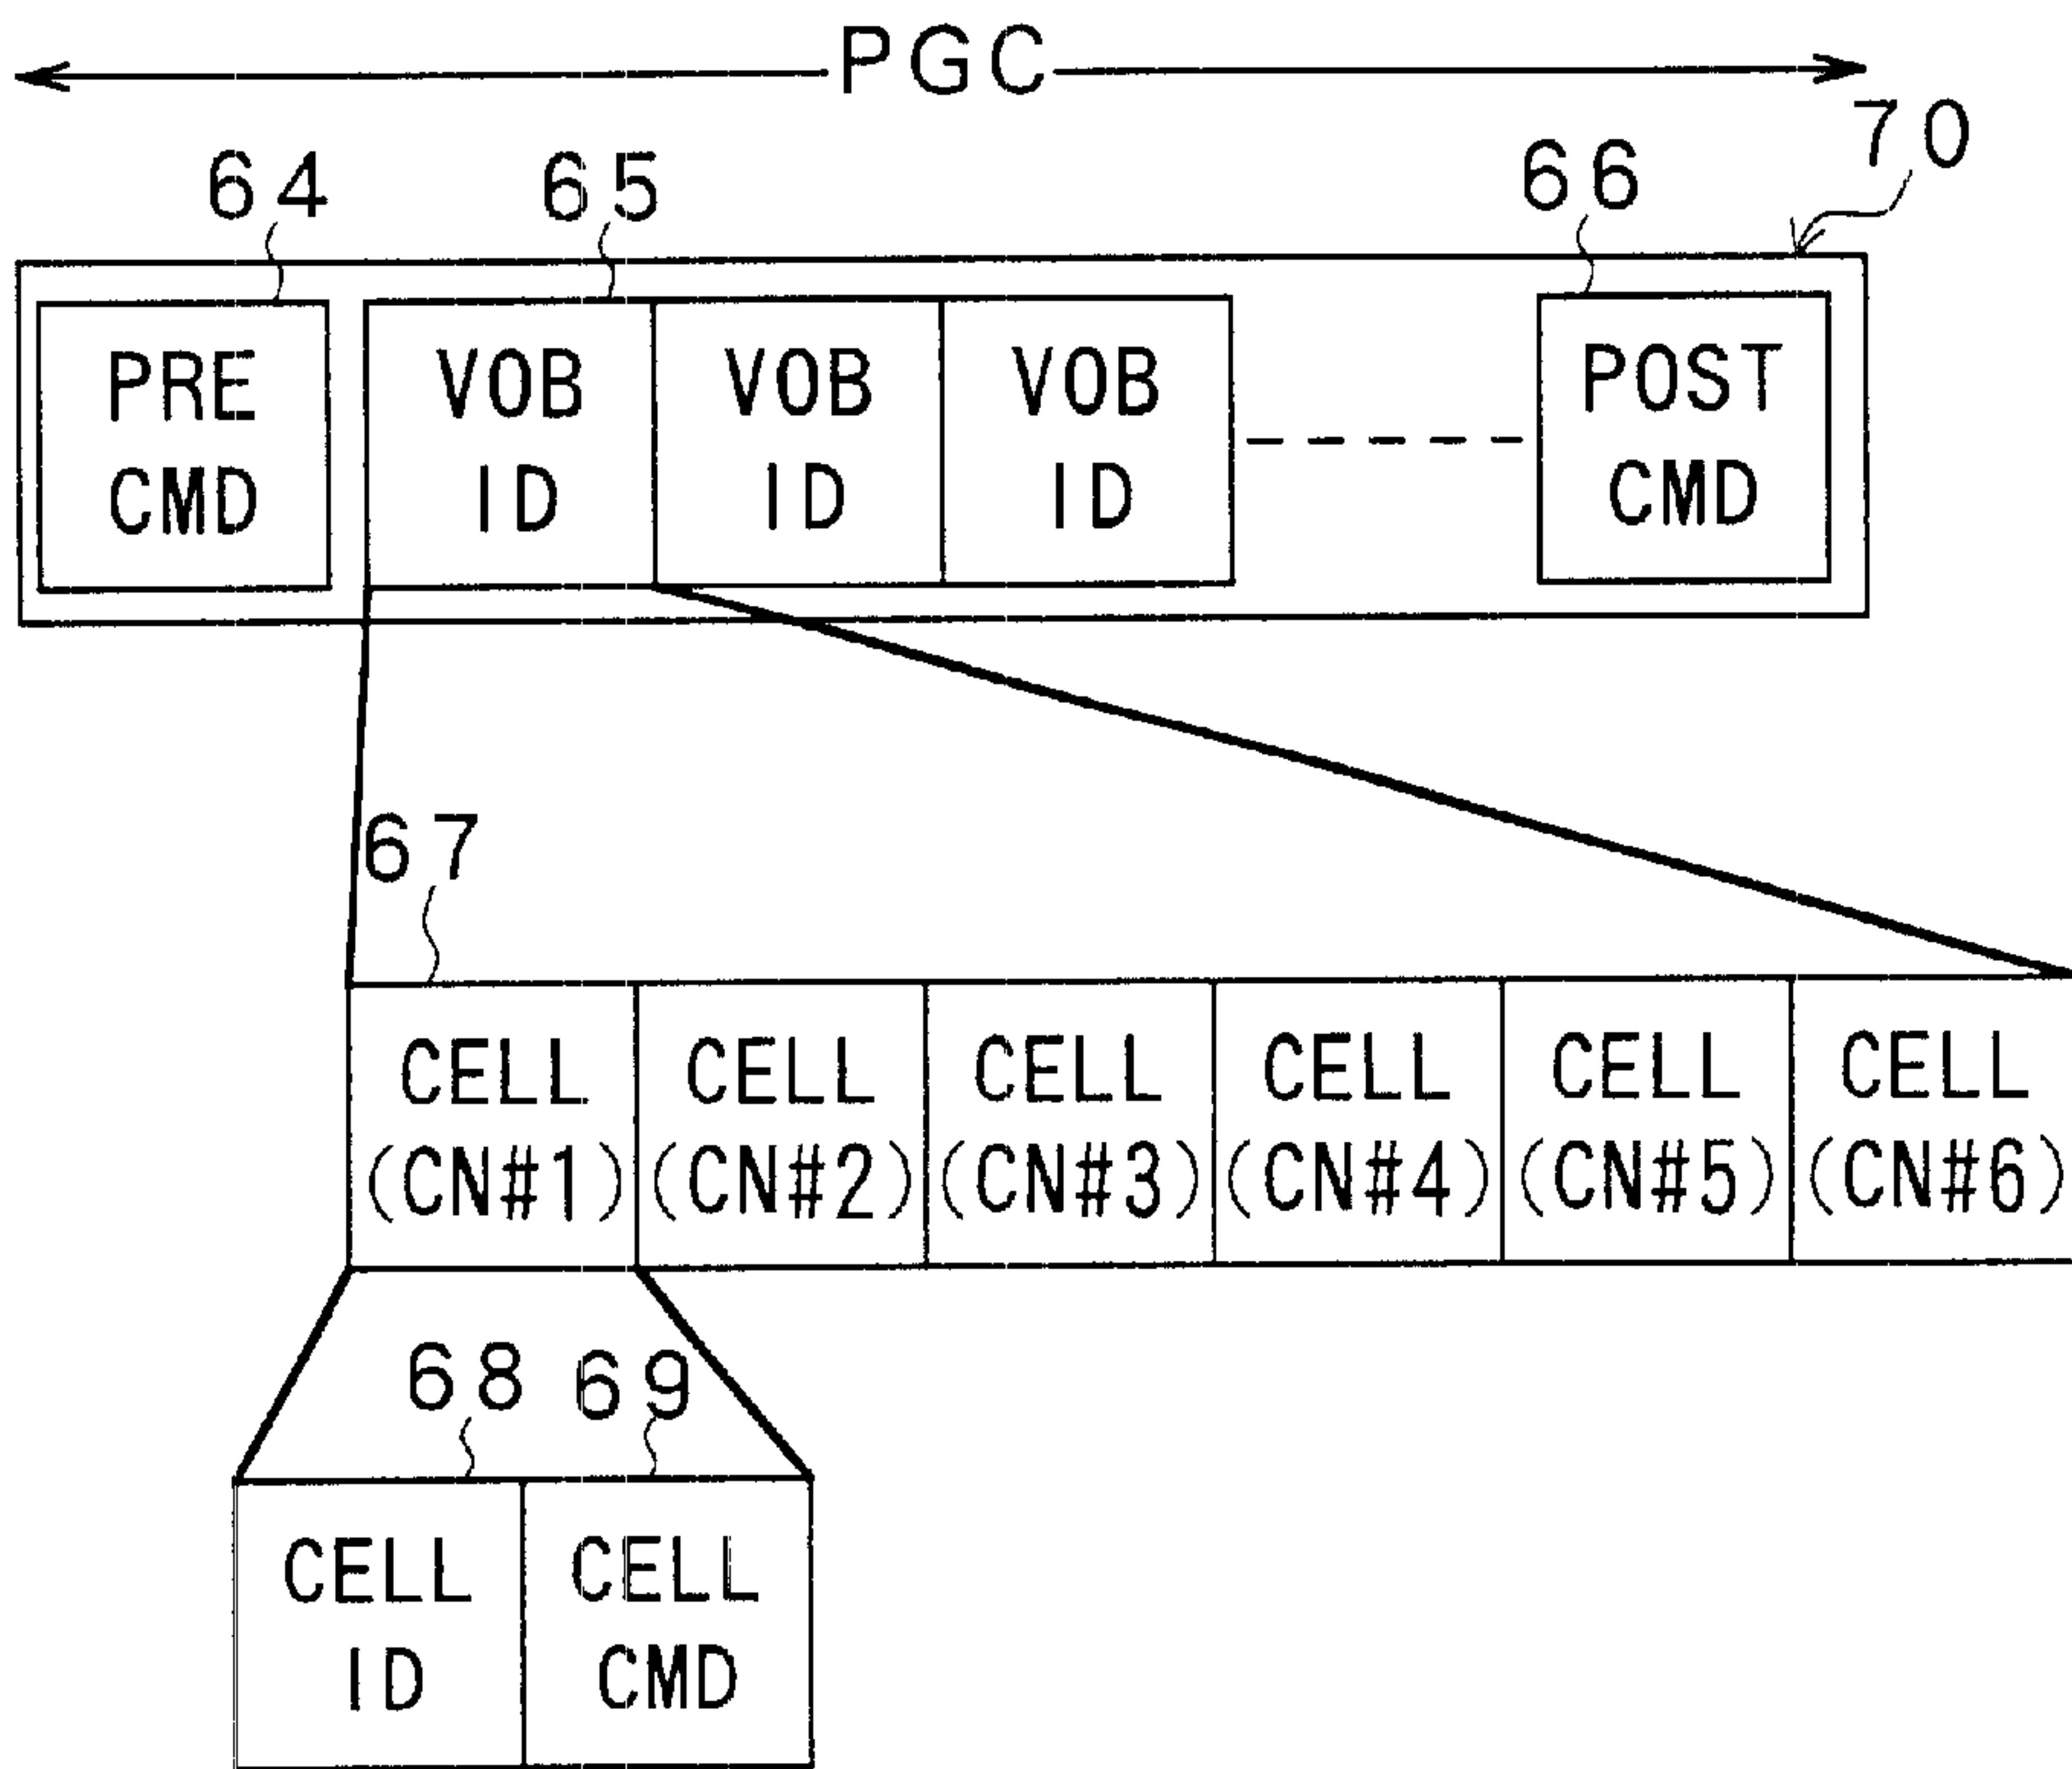 PGC
70
64 65 66
PRE VOB VOB VOB POST
CMD ID ID ID CMD
67
CELL CELL CELL CELL CELL CELL
(CN#1) (CN#2) (CN#3) (CN#4) (CN#5) (CN#6)
68 69
CELL CELL
ID CMD